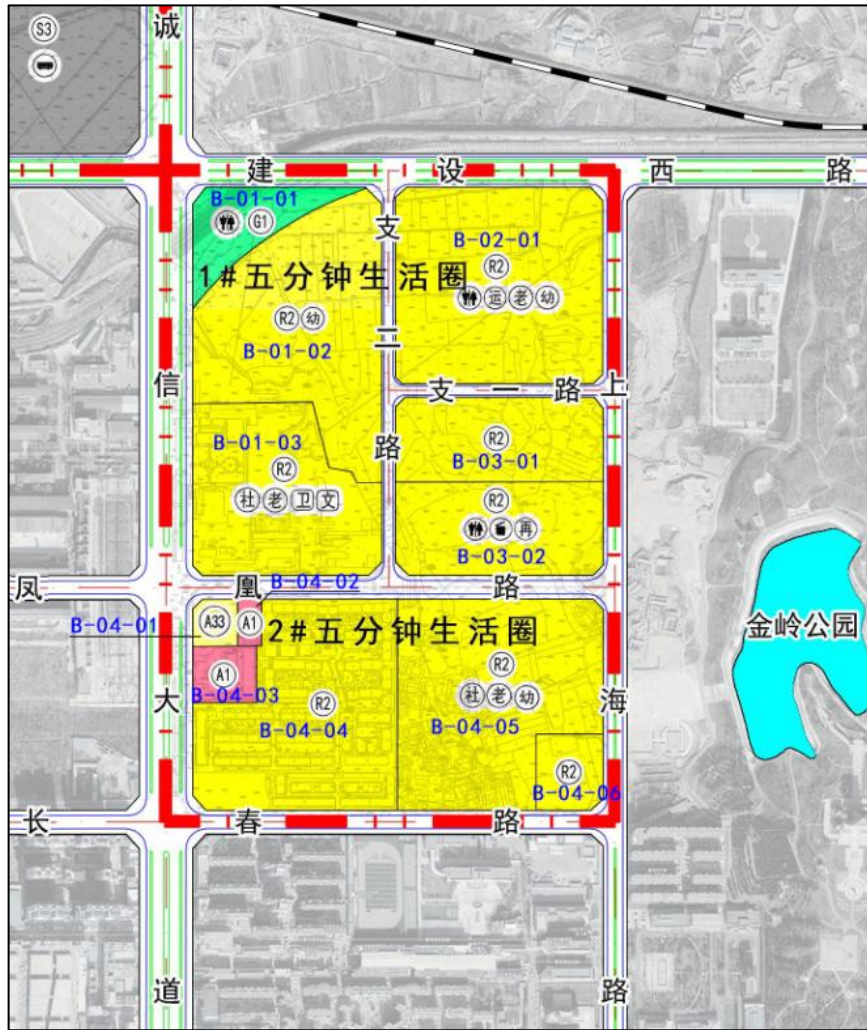 S3
诚
建设西路
B-01-01
G1
支二路
B-02-01
R2
运 老 幼
1#五分钟生活圈
R2 幼
B-01-02
信
支一路
上
B-01-03
R2
社 老 卫 文
R2
B-03-01
R2
再
B-03-02
凤凰路
B-04-02
A33
A1
B-04-01
2#五分钟生活圈
金岭公园
A1
B-04-03
R2
B-04-04
R2
社 老 幼
B-04-05
大
海
R2
B-04-06
长春路
道
路